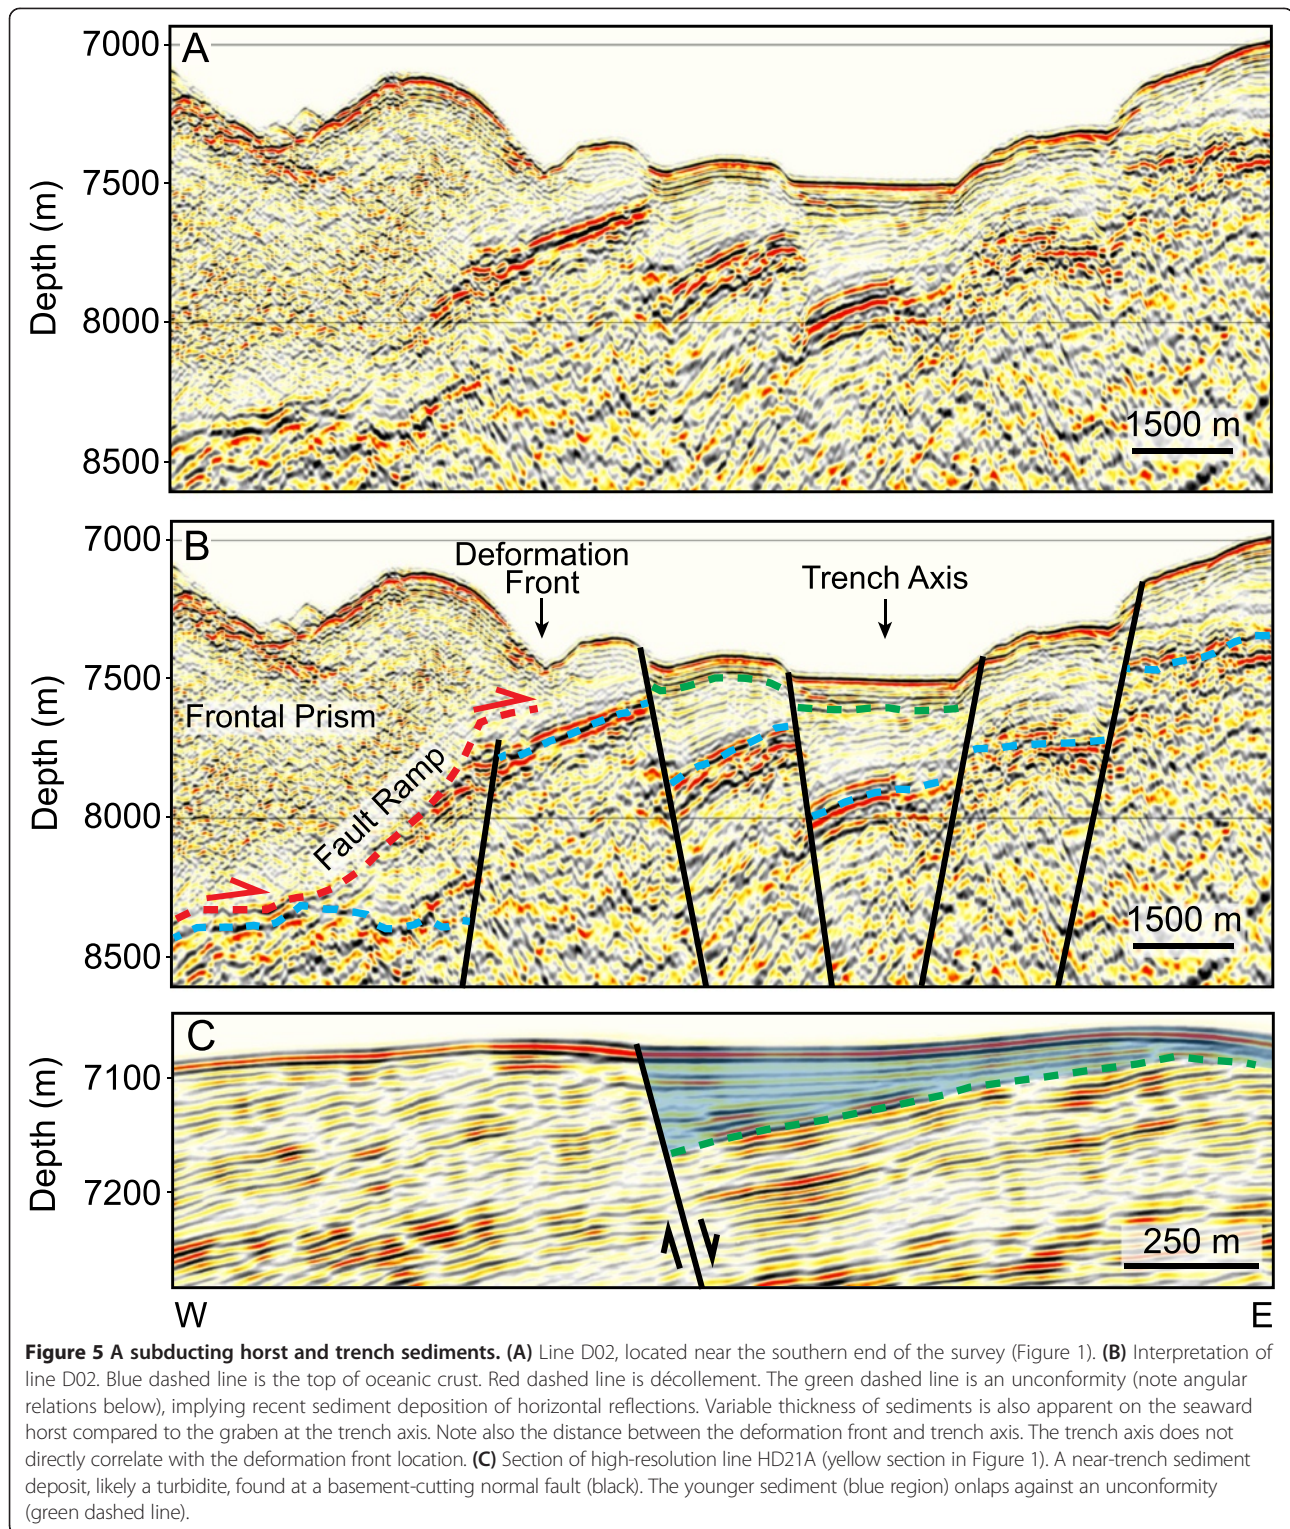 A
7000
7500
8000
8500
Depth (m)
1500 m
B
7000
7500
8000
8500
Depth (m)
Deformation
Front
Trench Axis
Frontal Prism
Fault Ramp
1500 m
C
7100
7200
Depth (m)
250 m
W
E
Figure 5 A subducting horst and trench sediments. (A) Line D02, located near the southern end of the survey (Figure 1). (B) Interpretation of
line D02. Blue dashed line is the top of oceanic crust. Red dashed line is décollement. The green dashed line is an unconformity (note angular
relations below), implying recent sediment deposition of horizontal reflections. Variable thickness of sediments is also apparent on the seaward
horst compared to the graben at the trench axis. Note also the distance between the deformation front and trench axis. The trench axis does not
directly correlate with the deformation front location. (C) Section of high-resolution line HD21A (yellow section in Figure 1). A near-trench sediment
deposit, likely a turbidite, found at a basement-cutting normal fault (black). The younger sediment (blue region) onlaps against an unconformity
(green dashed line).